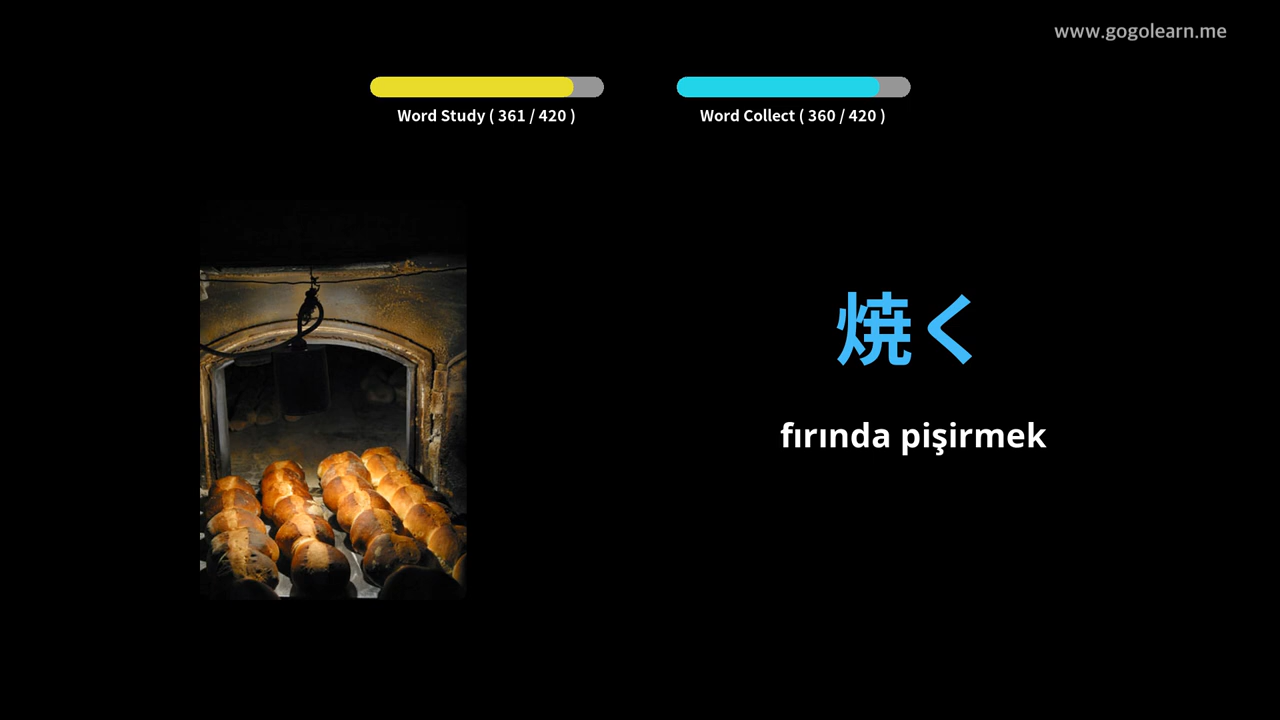 www.gogolearn.me
Word Study ( 361 / 420 )
Word Collect ( 360 / 420 )
焼く
fırında pişirmek